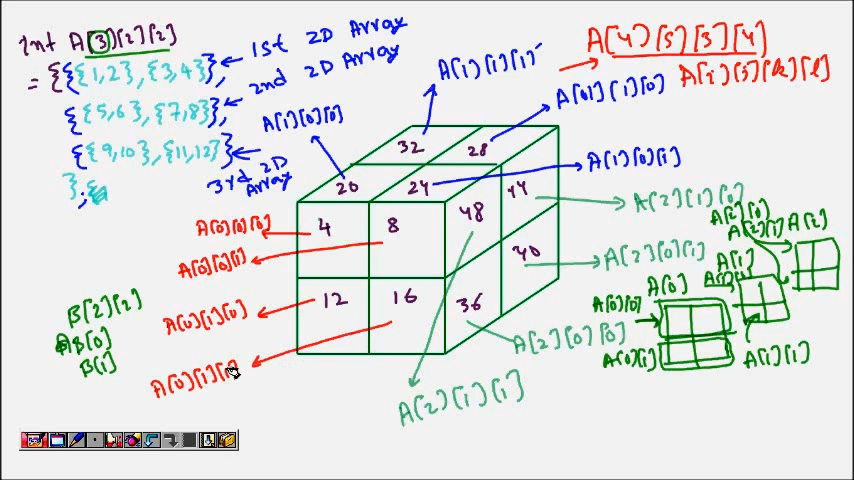 int A[3][2][2]
= {{{1,2},{3,4}}, 1st 2D Array
{{5,6},{7,8}}, 2nd 2D Array
{{9,10},{11,12}} 3rd 2D Array
};
A[4][5][3][4]
A[i][j][k][l]
A[1][1][1]
A[0][1][0]
A[1][0][0]
A[1][0][1]
32 28
20 24
4 8 48 44
12 16 36 40
A[0][0][0]
A[0][0][1]
A[0][1][0]
A[0][1][1]
A[2][1][0]
A[2][0][1]
A[2][0][0]
A[2][1][1]
B[2][2]
B[0]
B[1]
A[2][0]
A[2][1] A[2]
A[1]
A[0]
A[0][0]
A[0][1]
A[1][1]